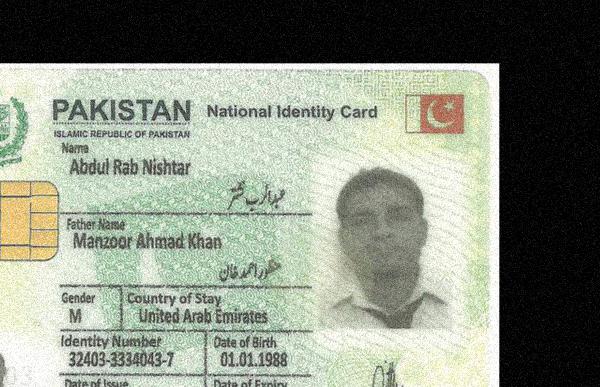 PAKISTAN National Identity Card
ISLAMIC REPUBLIC OF PAKISTAN
Name
Abdul Rab Nishtar
عبدالرب نشتر
Father Name
Manzoor Ahmad Khan
منظور احمد خان
Gender Country of Stay
M United Arab Emirates
Identity Number Date of Birth
32403-3334043-7 01.01.1988
Date of Issue Date of Expiry